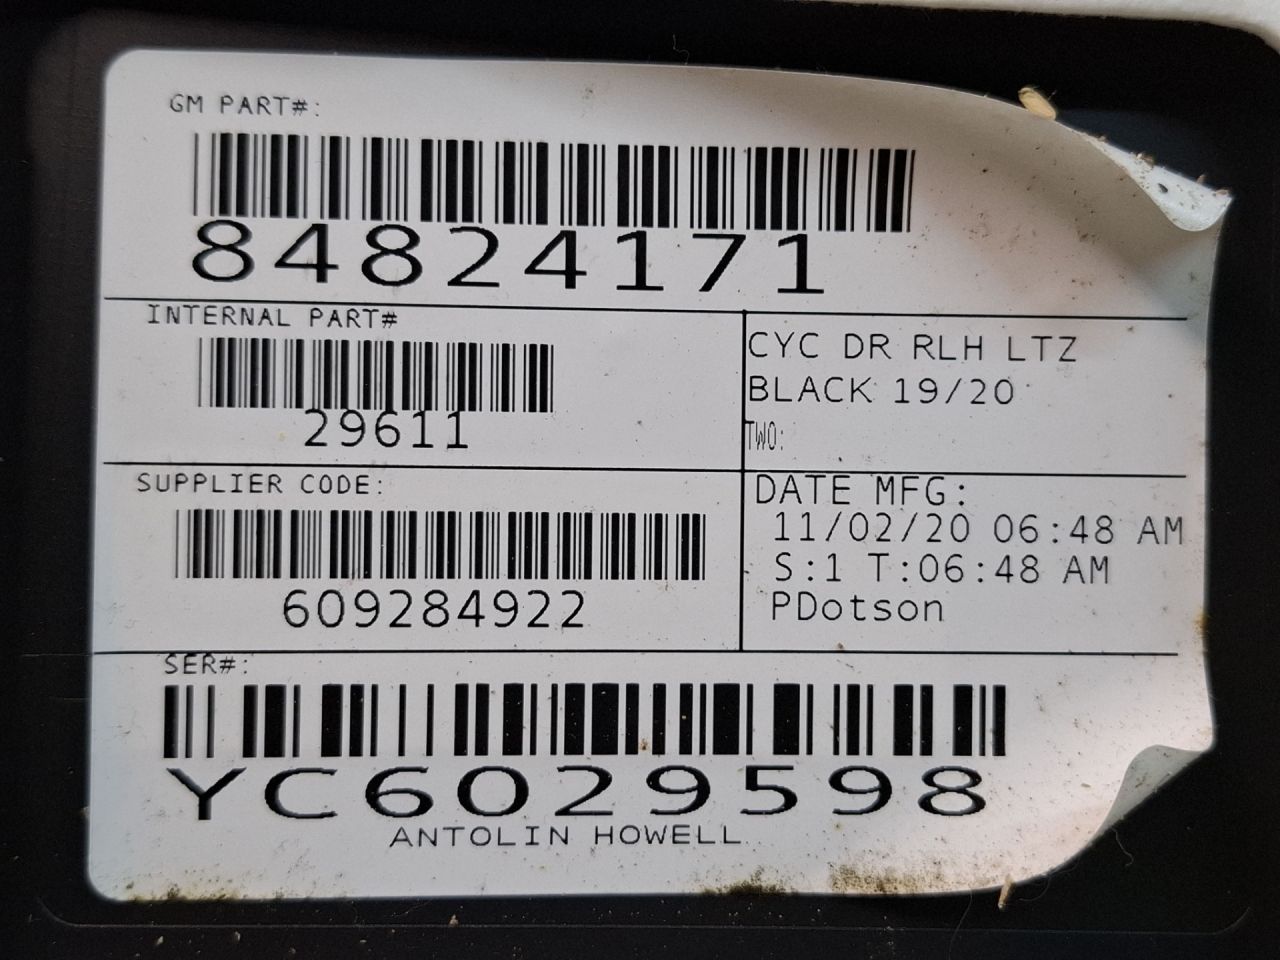 GM PART#:
84824171
INTERNAL PART#
29611
CYC DR RLH LTZ
BLACK 19/20
TWO:
SUPPLIER CODE:
609284922
DATE MFG:
11/02/20 06:48 AM
S:1 T:06:48 AM
PDotson
SER#:
YC6029598
ANTOLIN HOWELL